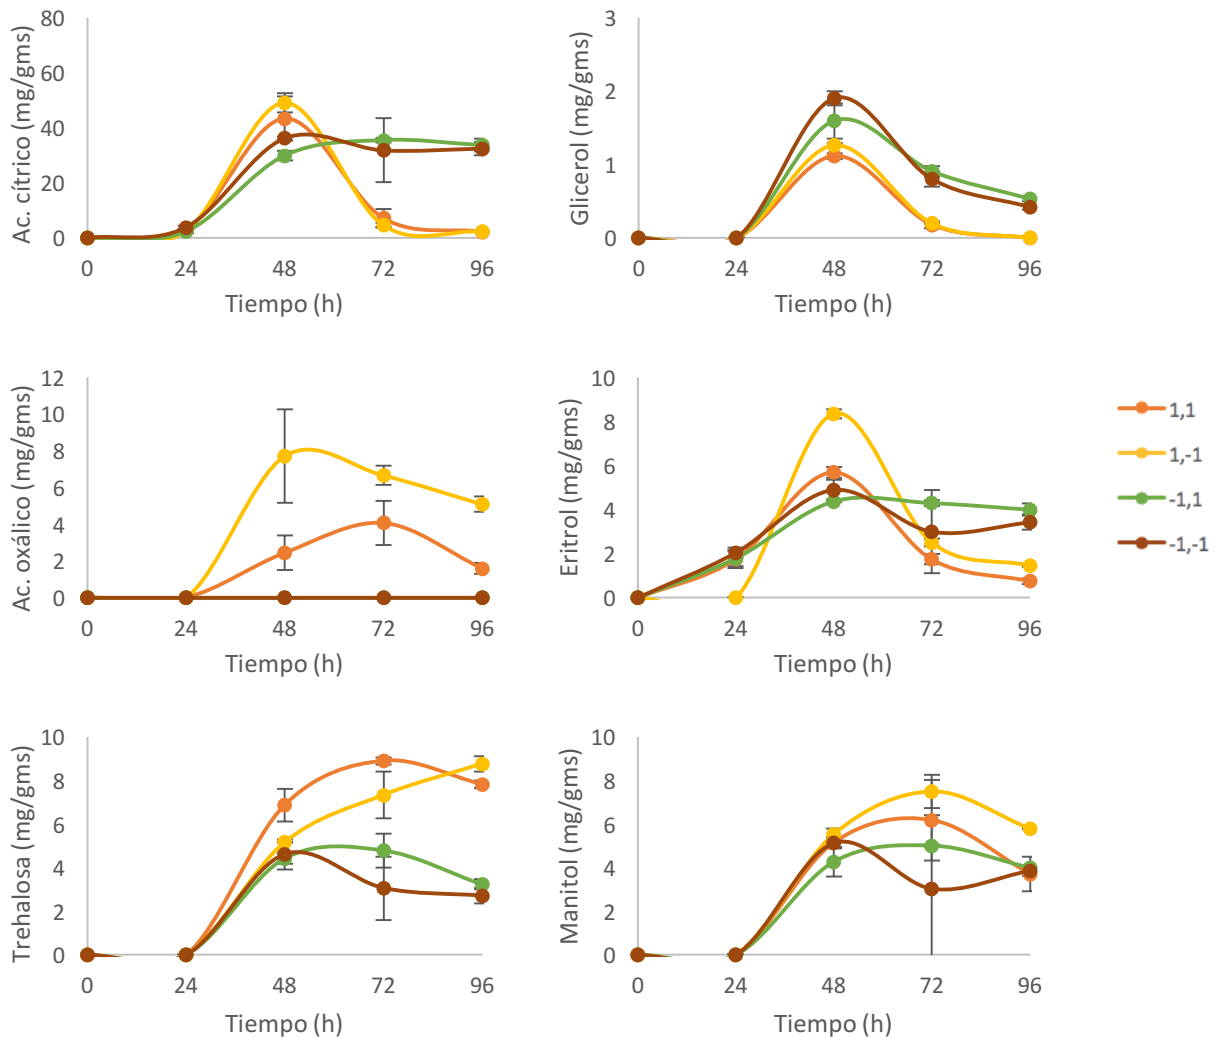 Ac. cítrico (mg/gms)
80
60
40
20
0
0 24 48 72 96
Tiempo (h)
Glicerol (mg/gms)
3
2
1
0
0 24 48 72 96
Tiempo (h)
Ac. oxálico (mg/gms)
12
10
8
6
4
2
0
0 24 48 72 96
Tiempo (h)
Eritrol (mg/gms)
10
8
6
4
2
0
0 24 48 72 96
Tiempo (h)
1,1
1,-1
-1,1
-1,-1
Trehalosa (mg/gms)
10
8
6
4
2
0
0 24 48 72 96
Tiempo (h)
Manitol (mg/gms)
10
8
6
4
2
0
0 24 48 72 96
Tiempo (h)